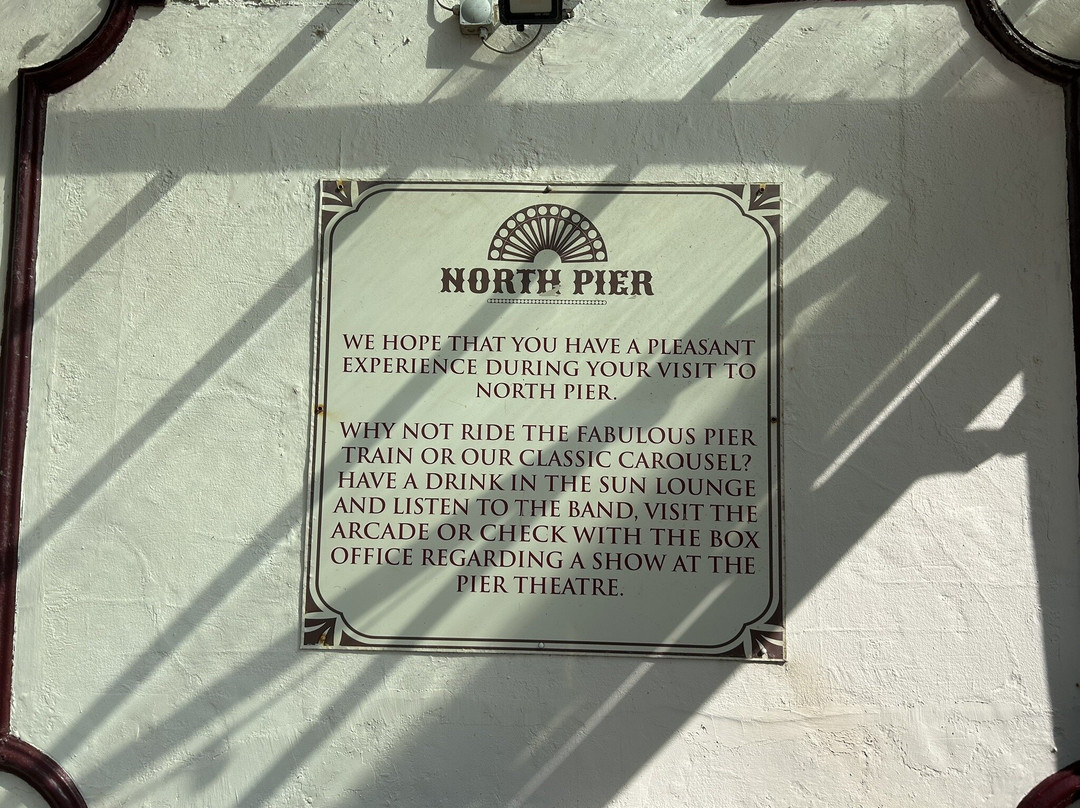 NORTH PIER
WE HOPE THAT YOU HAVE A PLEASANT
EXPERIENCE DURING YOUR VISIT TO
NORTH PIER.
WHY NOT RIDE THE FABULOUS PIER
TRAIN OR OUR CLASSIC CAROUSEL?
HAVE A DRINK IN THE SUN LOUNGE
AND LISTEN TO THE BAND, VISIT THE
ARCADE OR CHECK WITH THE BOX
OFFICE REGARDING A SHOW AT THE
PIER THEATRE.